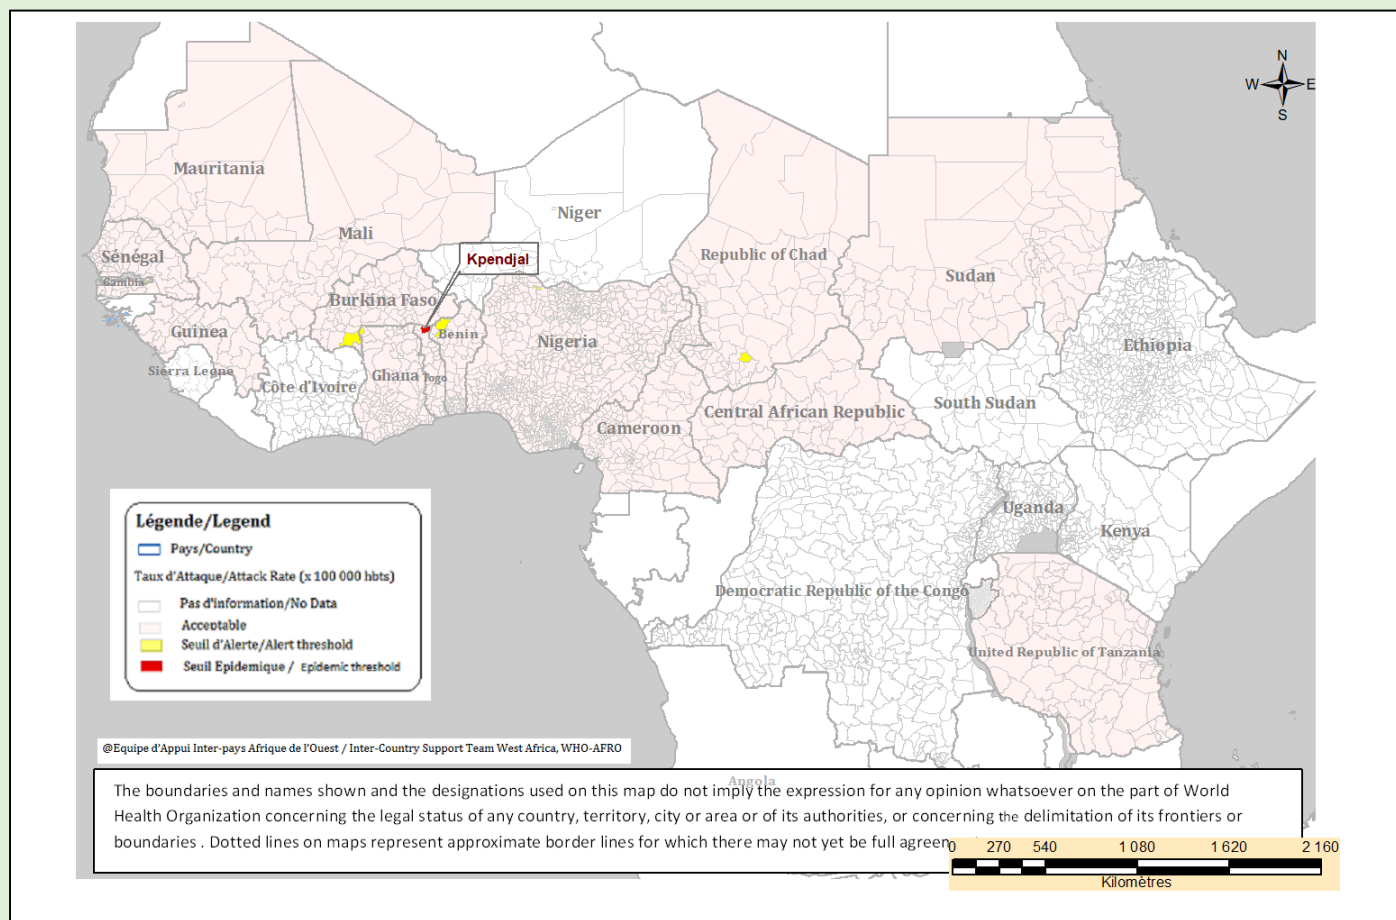 N
W E
S
Mauritania
Niger
Mali
Sénégal
Kpendjal
Republic of Chad
Gambia
Sudan
Burkina Faso
Guinea
Benin
Nigeria
Ethiopia
Sierra Leone
Ghana
Togo
Côte d'Ivoire
South Sudan
Central African Republic
Cameroon
Uganda
Kenya
Légende/Legend
Pays/Country
Taux d'Attaque/Attack Rate (x 100 000 hbts)
Pas d'information/No Data
Acceptable
Seuil d'Alerte/Alert threshold
Seuil Epidemique / Epidemic threshold
Democratic Republic of the Congo
United Republic of Tanzania
@Equipe d'Appui Inter-pays Afrique de l'Ouest / Inter-Country Support Team West Africa, WHO-AFRO
Angola
The boundaries and names shown and the designations used on this map do not imply the expression for any opinion whatsoever on the part of World
Health Organization concerning the legal status of any country, territory, city or area or of its authorities, or concerning the delimitation of its frontiers or
boundaries . Dotted lines on maps represent approximate border lines for which there may not yet be full agreen
0 270 540 1 080 1 620 2 160
Kilomètres